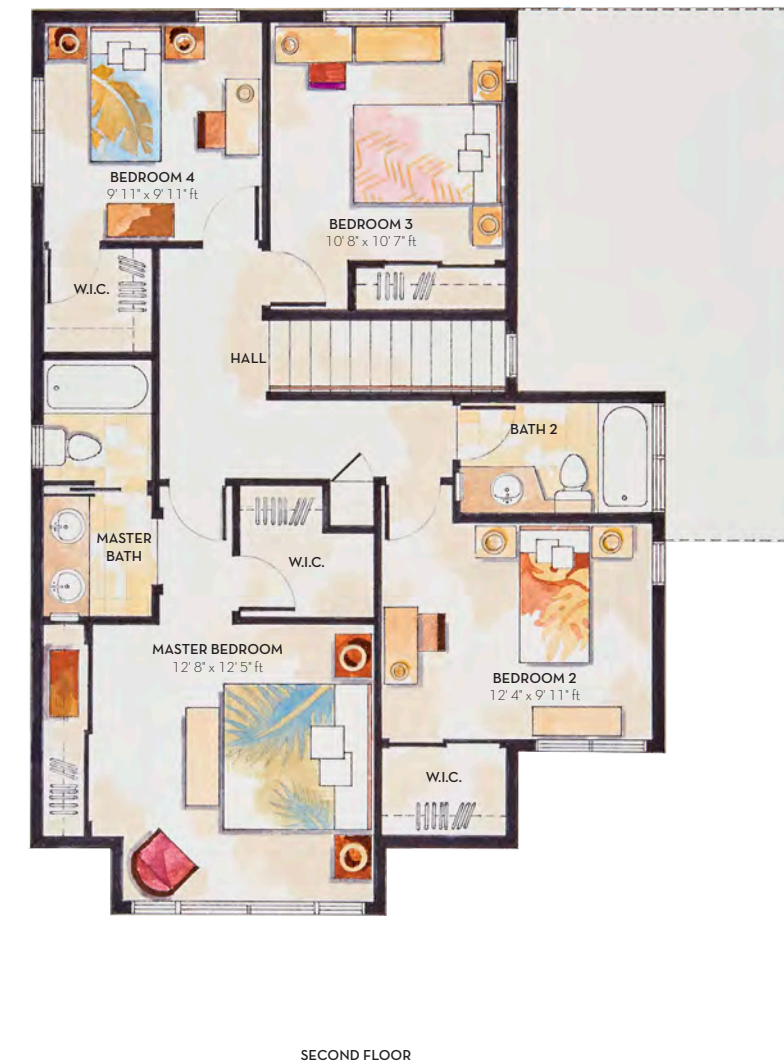 BEDROOM 4
9' 11" x 9' 11" ft
BEDROOM 3
10' 8" x 10' 7" ft
W.I.C.
HALL
BATH 2
MASTER
BATH
W.I.C.
MASTER BEDROOM
12' 8" x 12' 5" ft
BEDROOM 2
12' 4" x 9' 11" ft
W.I.C.
SECOND FLOOR